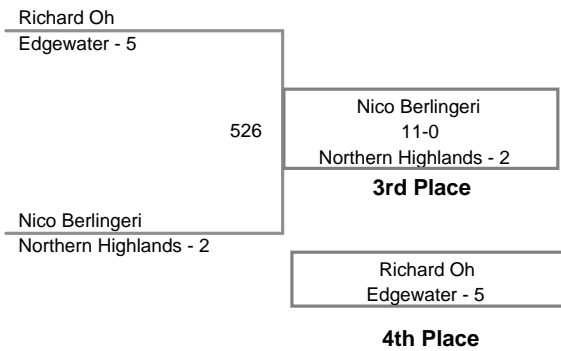 Richard Oh
Edgewater - 5
526
Nico Berlingeri
11-0
Northern Highlands - 2
3rd Place
Nico Berlingeri
Northern Highlands - 2
Richard Oh
Edgewater - 5
4th Place